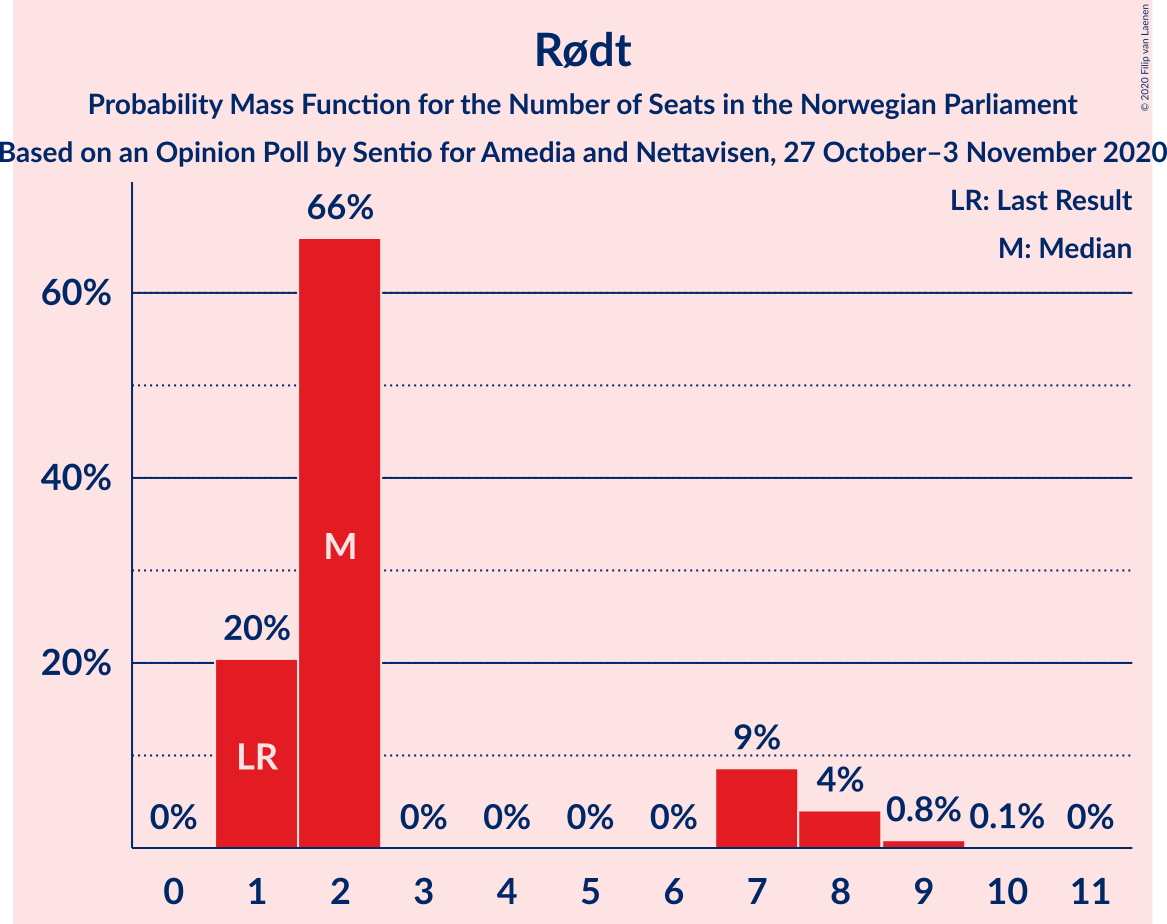 Rødt
Probability Mass Function for the Number of Seats in the Norwegian Parliament
Based on an Opinion Poll by Sentio for Amedia and Nettavisen, 27 October–3 November 2020
© 2020 Filip van Laenen
LR: Last Result
M: Median
66%
60%
M
40%
20%
20%
LR
9%
4%
0% 0% 0% 0% 0% 0.8% 0.1% 0%
0 1 2 3 4 5 6 7 8 9 10 11